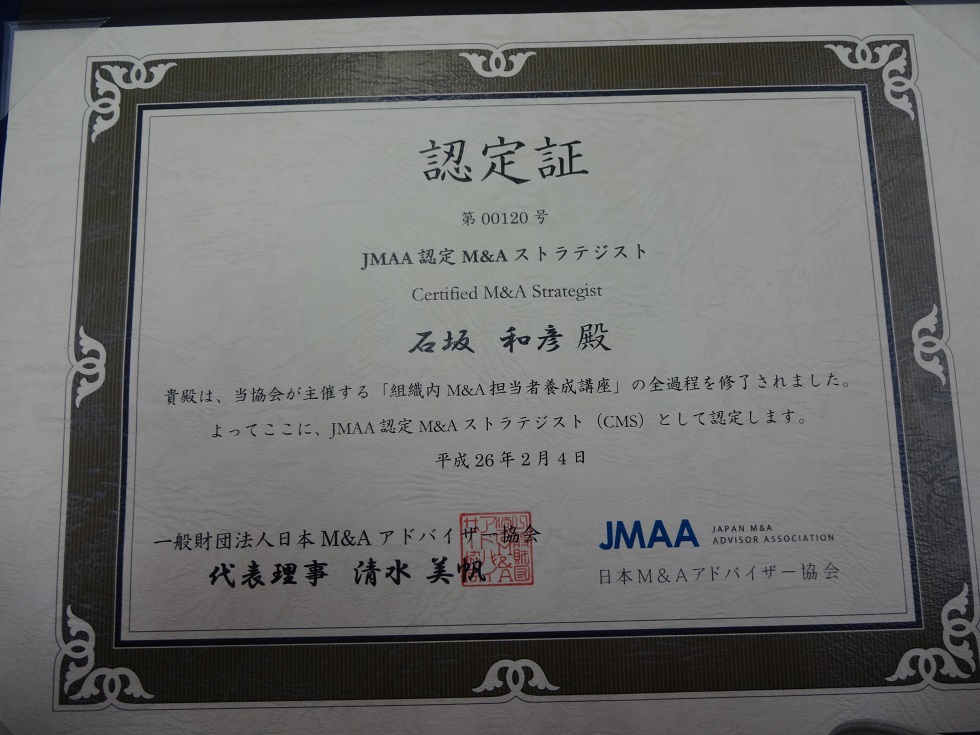 認定証
第 00120 号
JMAA 認定 M&A ストラテジスト
Certified M&A Strategist
石坂 和彦 殿
貴殿は、当協会が主催する「組織内 M&A 担当者養成講座」の全過程を修了されました。
よってここに、JMAA 認定 M&A ストラテジスト（CMS）として認定します。
平成 26 年 2 月 4 日
一般財団法人日本 M&A アドバイザー協会
代表理事 清水 美帆
JMAA JAPAN M&A
ADVISOR ASSOCIATION
日本M&Aアドバイザー協会